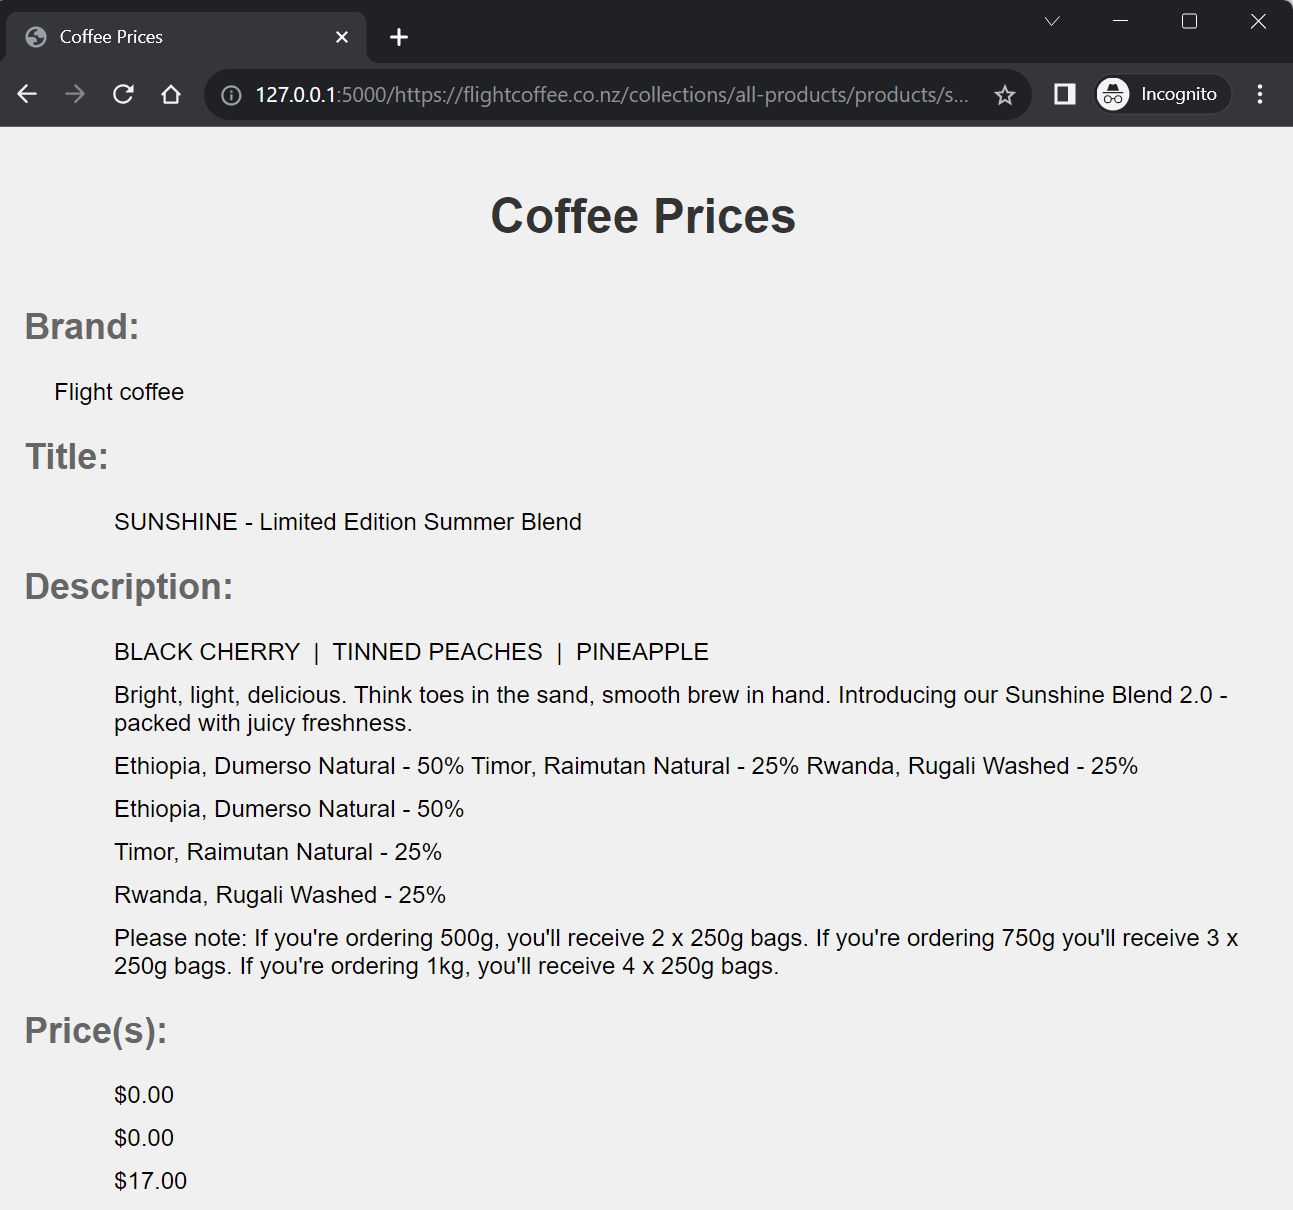 Coffee Prices
127.0.0.1:5000/https://flightcoffee.co.nz/collections/all-products/products/s...
Incognito
Coffee Prices
Brand:
Flight coffee
Title:
SUNSHINE - Limited Edition Summer Blend
Description:
BLACK CHERRY | TINNED PEACHES | PINEAPPLE
Bright, light, delicious. Think toes in the sand, smooth brew in hand. Introducing our Sunshine Blend 2.0 -
packed with juicy freshness.
Ethiopia, Dumerso Natural - 50% Timor, Raimutan Natural - 25% Rwanda, Rugali Washed - 25%
Ethiopia, Dumerso Natural - 50%
Timor, Raimutan Natural - 25%
Rwanda, Rugali Washed - 25%
Please note: If you're ordering 500g, you'll receive 2 x 250g bags. If you're ordering 750g you'll receive 3 x
250g bags. If you're ordering 1kg, you'll receive 4 x 250g bags.
Price(s):
$0.00
$0.00
$17.00